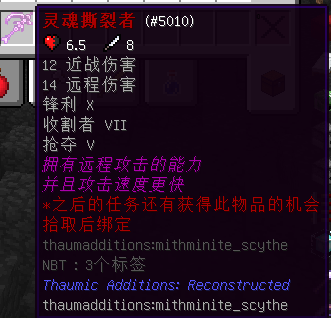 灵魂撕裂者 (#5010)
6.5 8
12 近战伤害
14 远程伤害
锋利 X
收割者 VII
抢夺 V
拥有远程攻击的能力
并且攻击速度更快
*之后的任务还有获得此物品的机会
拾取后绑定
thaumadditions:mithminite_scythe
NBT：3个标签
Thaumic Additions: Reconstructed
thaumadditions:mithminite_scythe